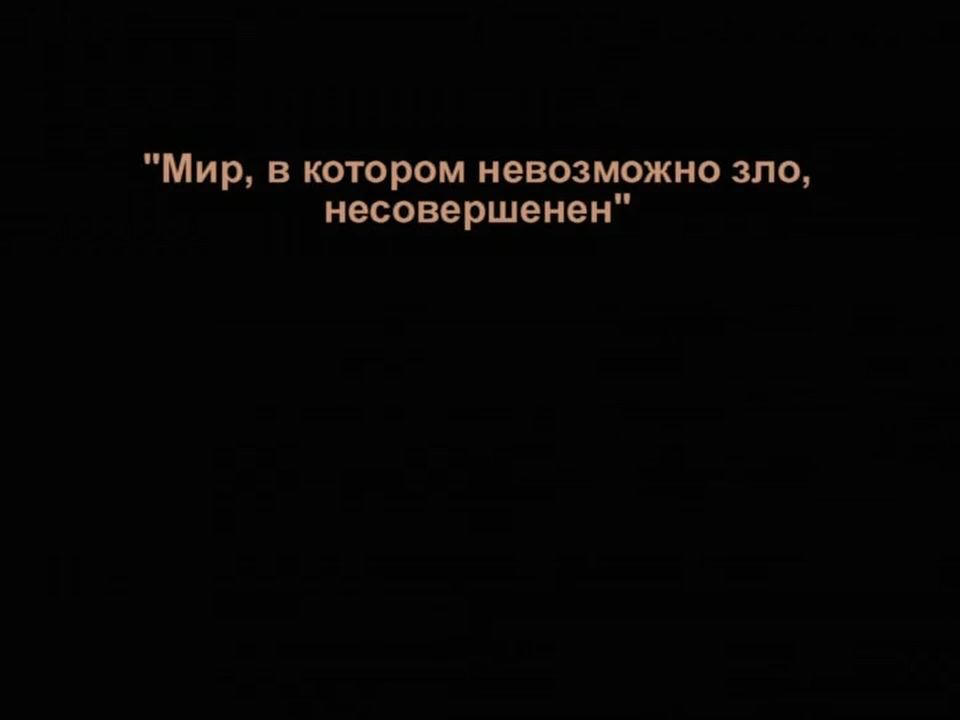 "Мир, в котором невозможно зло,
несовершенен"